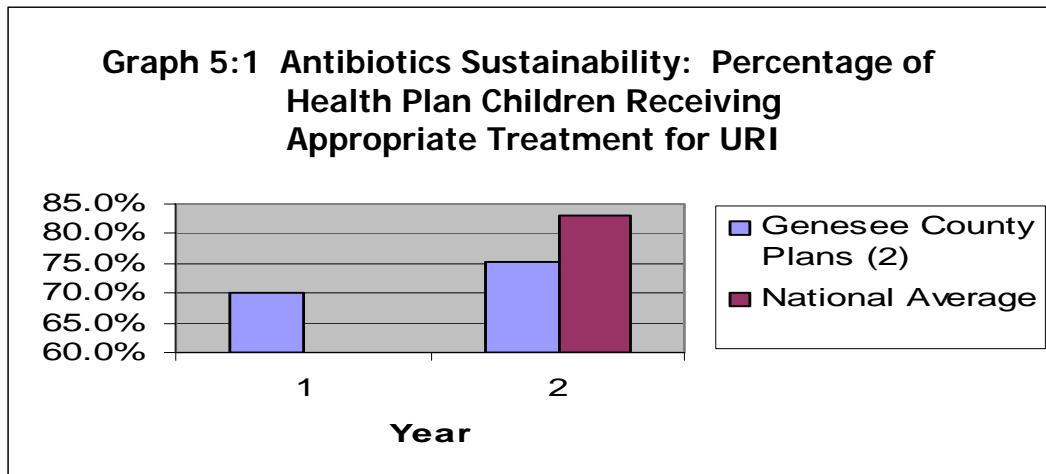 Graph 5:1 Antibiotics Sustainability: Percentage of
Health Plan Children Receiving
Appropriate Treatment for URI
85.0%
80.0%
75.0%
70.0%
65.0%
60.0%
1 2
Year
Genesee County
Plans (2)
National Average